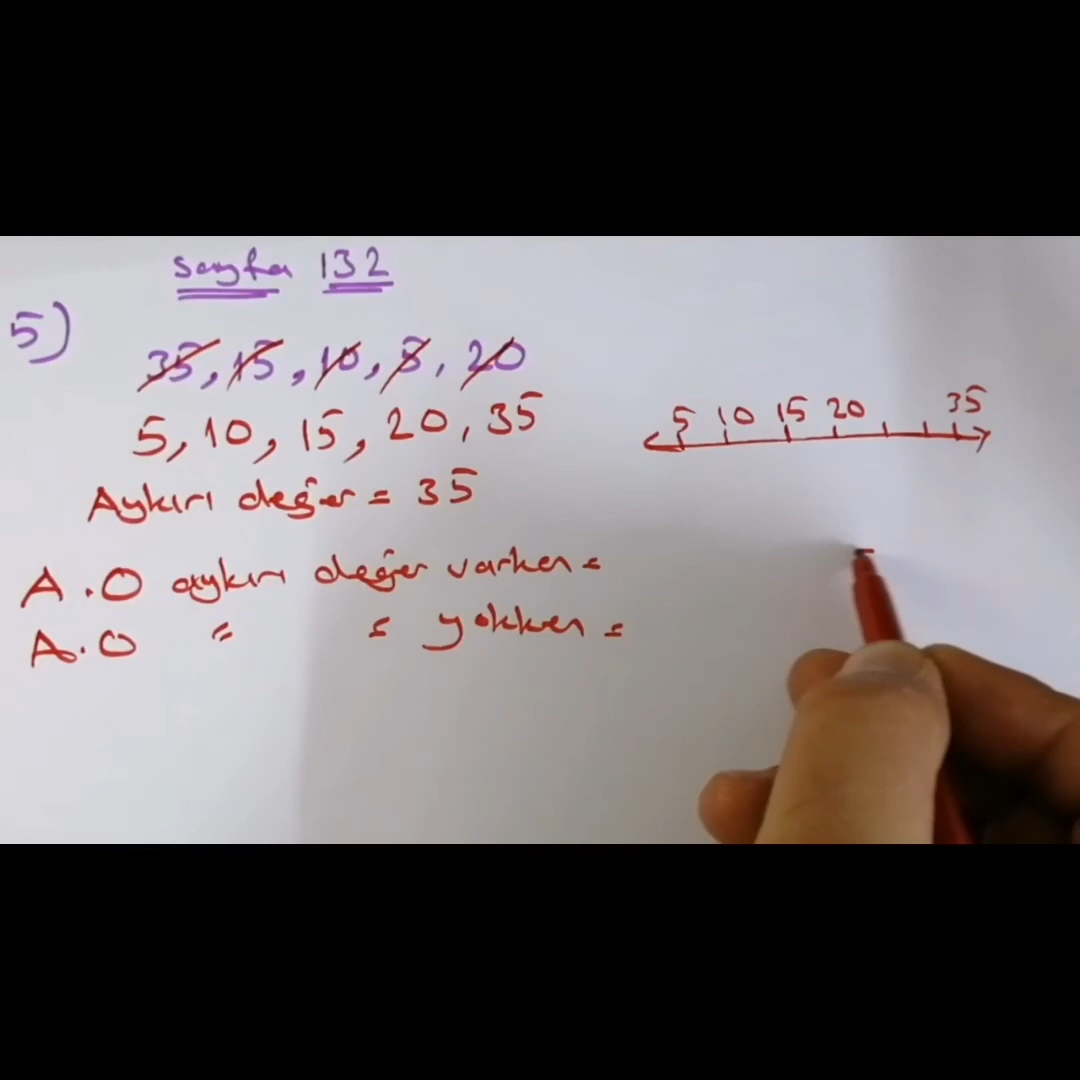 Sayfa 132
5)
35, 15, 10, 5, 20
5, 10, 15, 20, 35
5 10 15 20 35
Aykırı değer = 35
A.O aykırı değer varken =
A.O " " yokken =